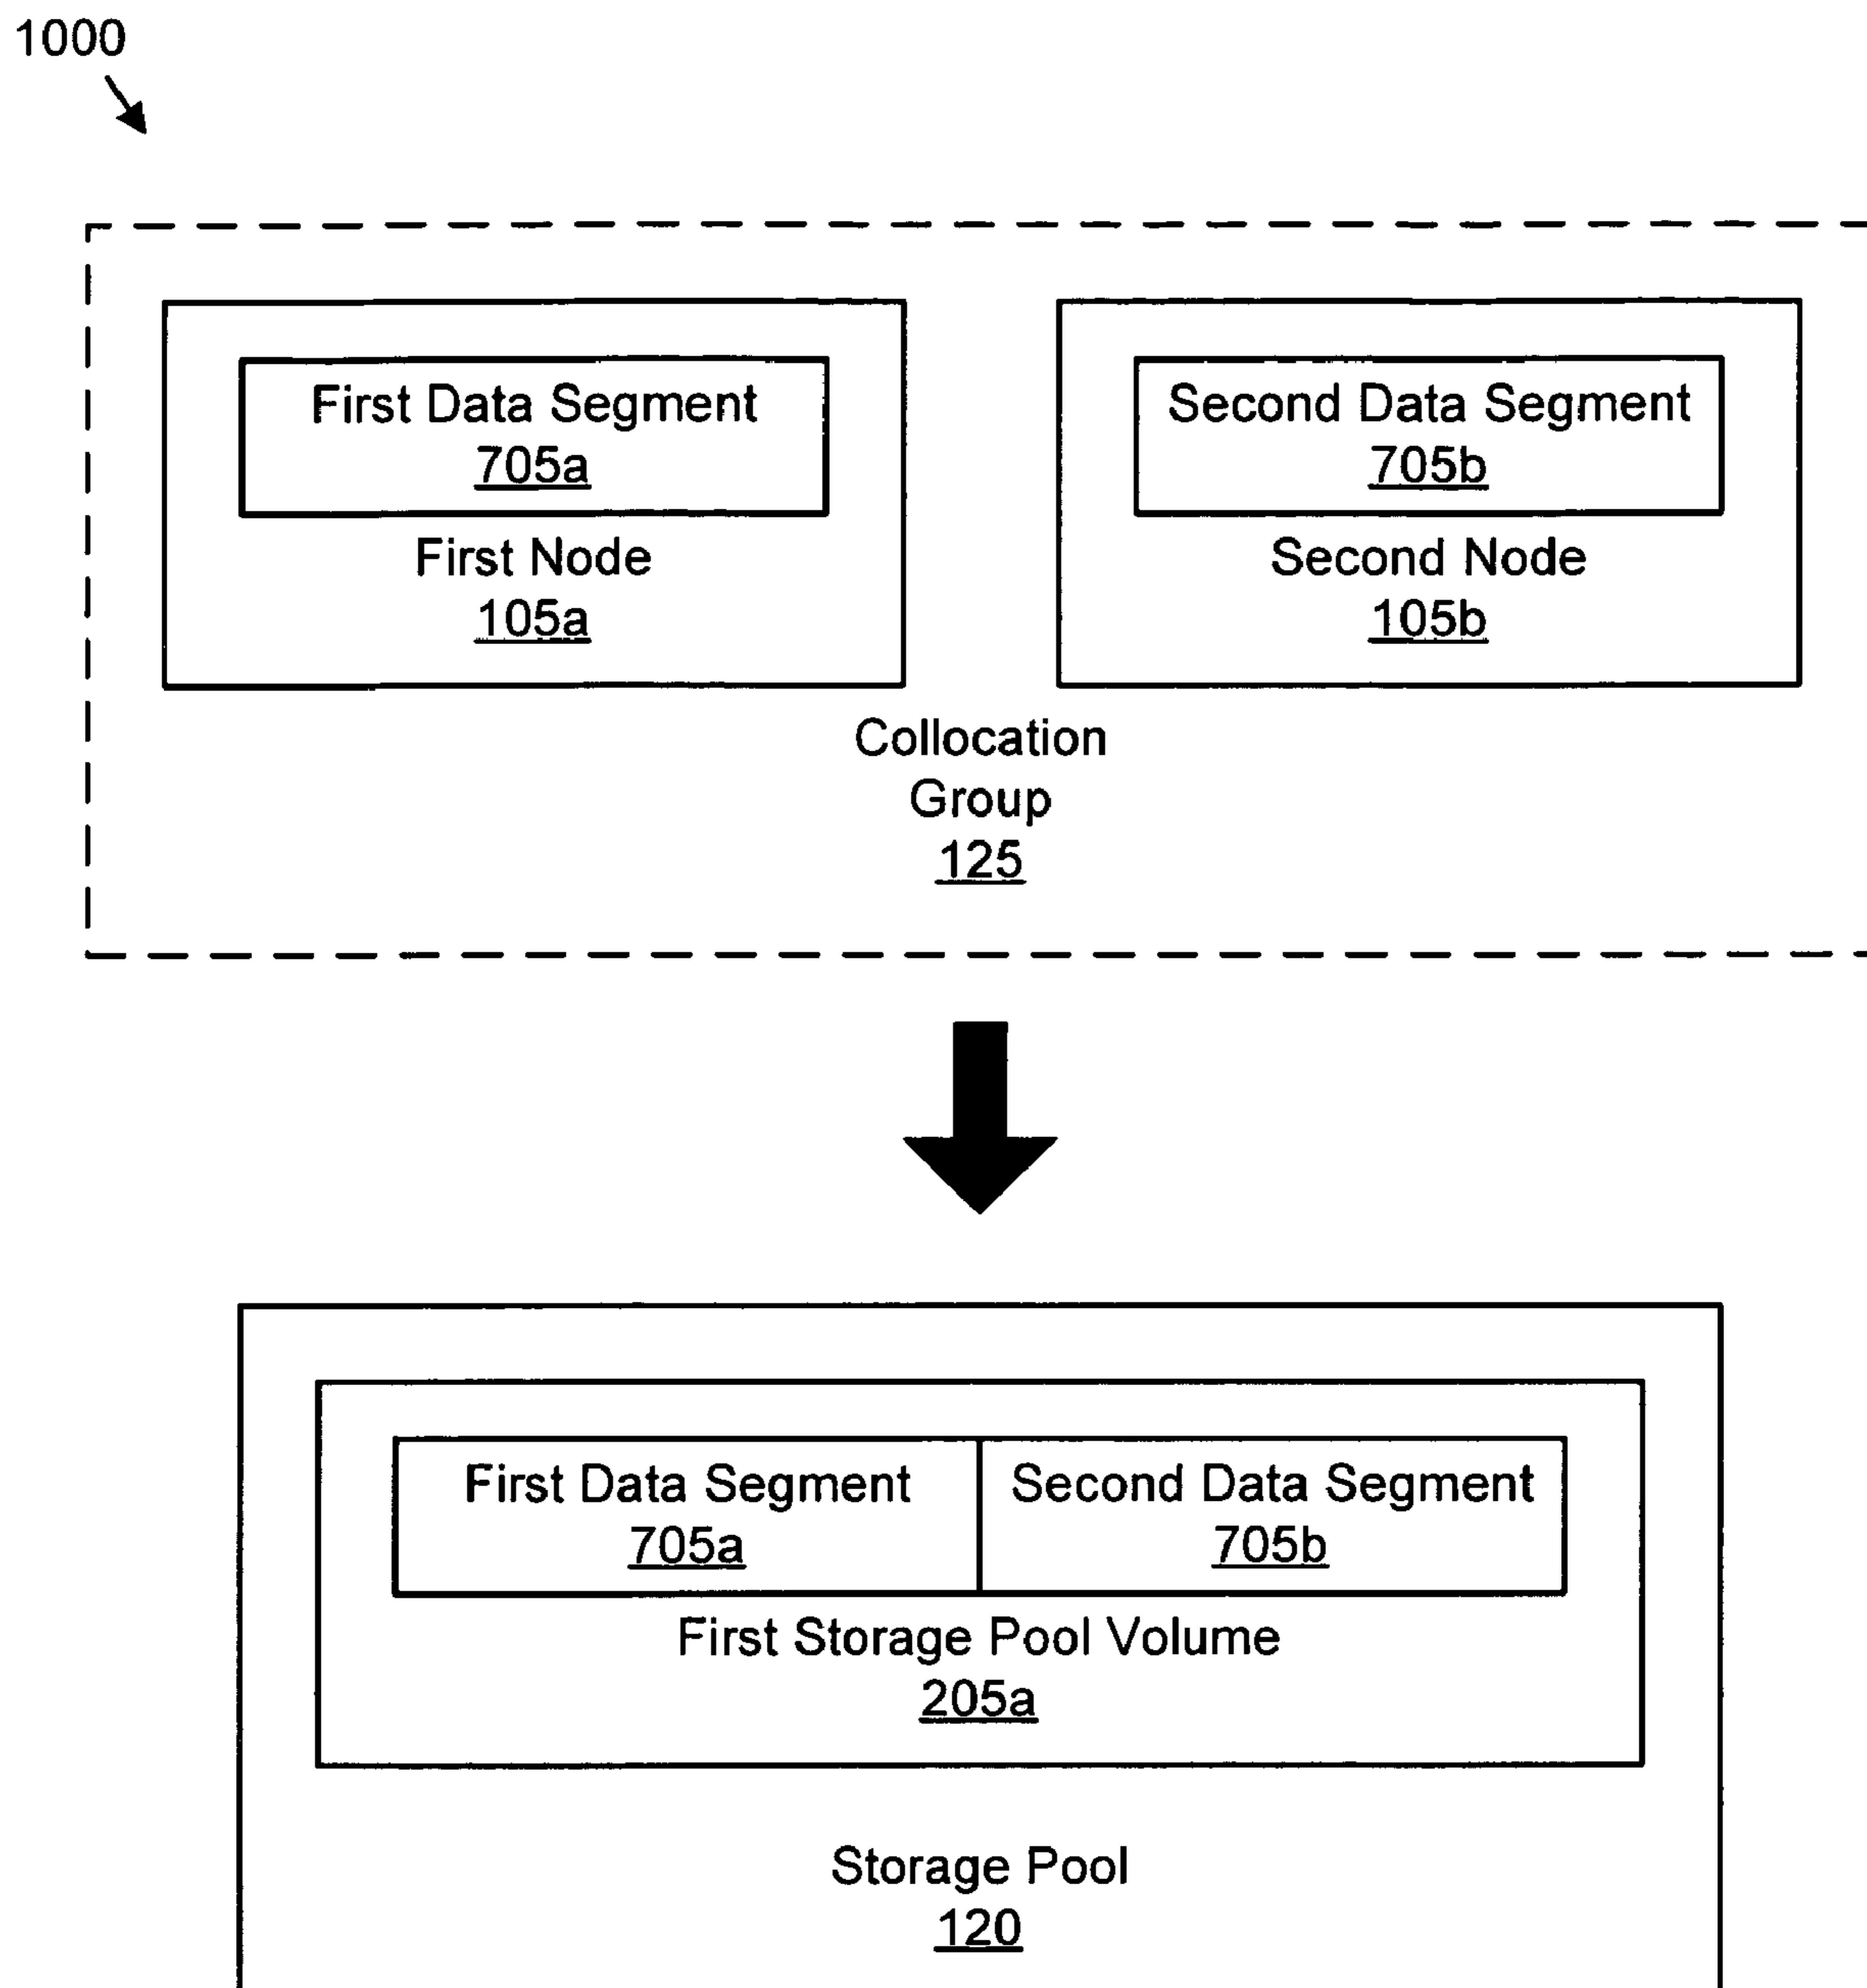 1000
First Data Segment
705a
First Node
105a
Second Data Segment
705b
Second Node
105b
Collocation
Group
125
First Data Segment
705a
Second Data Segment
705b
First Storage Pool Volume
205a
Storage Pool
120